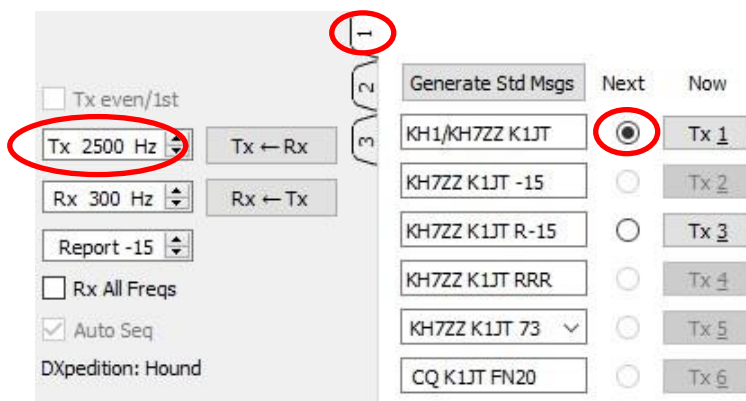 1
2
3
Tx even/1st
Tx 2500 Hz
Tx ← Rx
Rx 300 Hz
Rx ← Tx
Report -15
Rx All Freqs
Auto Seq
DXpedition: Hound
Generate Std Msgs Next Now
KH1/KH7ZZ K1JT Tx 1
KH7ZZ K1JT -15 Tx 2
KH7ZZ K1JT R-15 Tx 3
KH7ZZ K1JT RRR Tx 4
KH7ZZ K1JT 73 Tx 5
CQ K1JT FN20 Tx 6